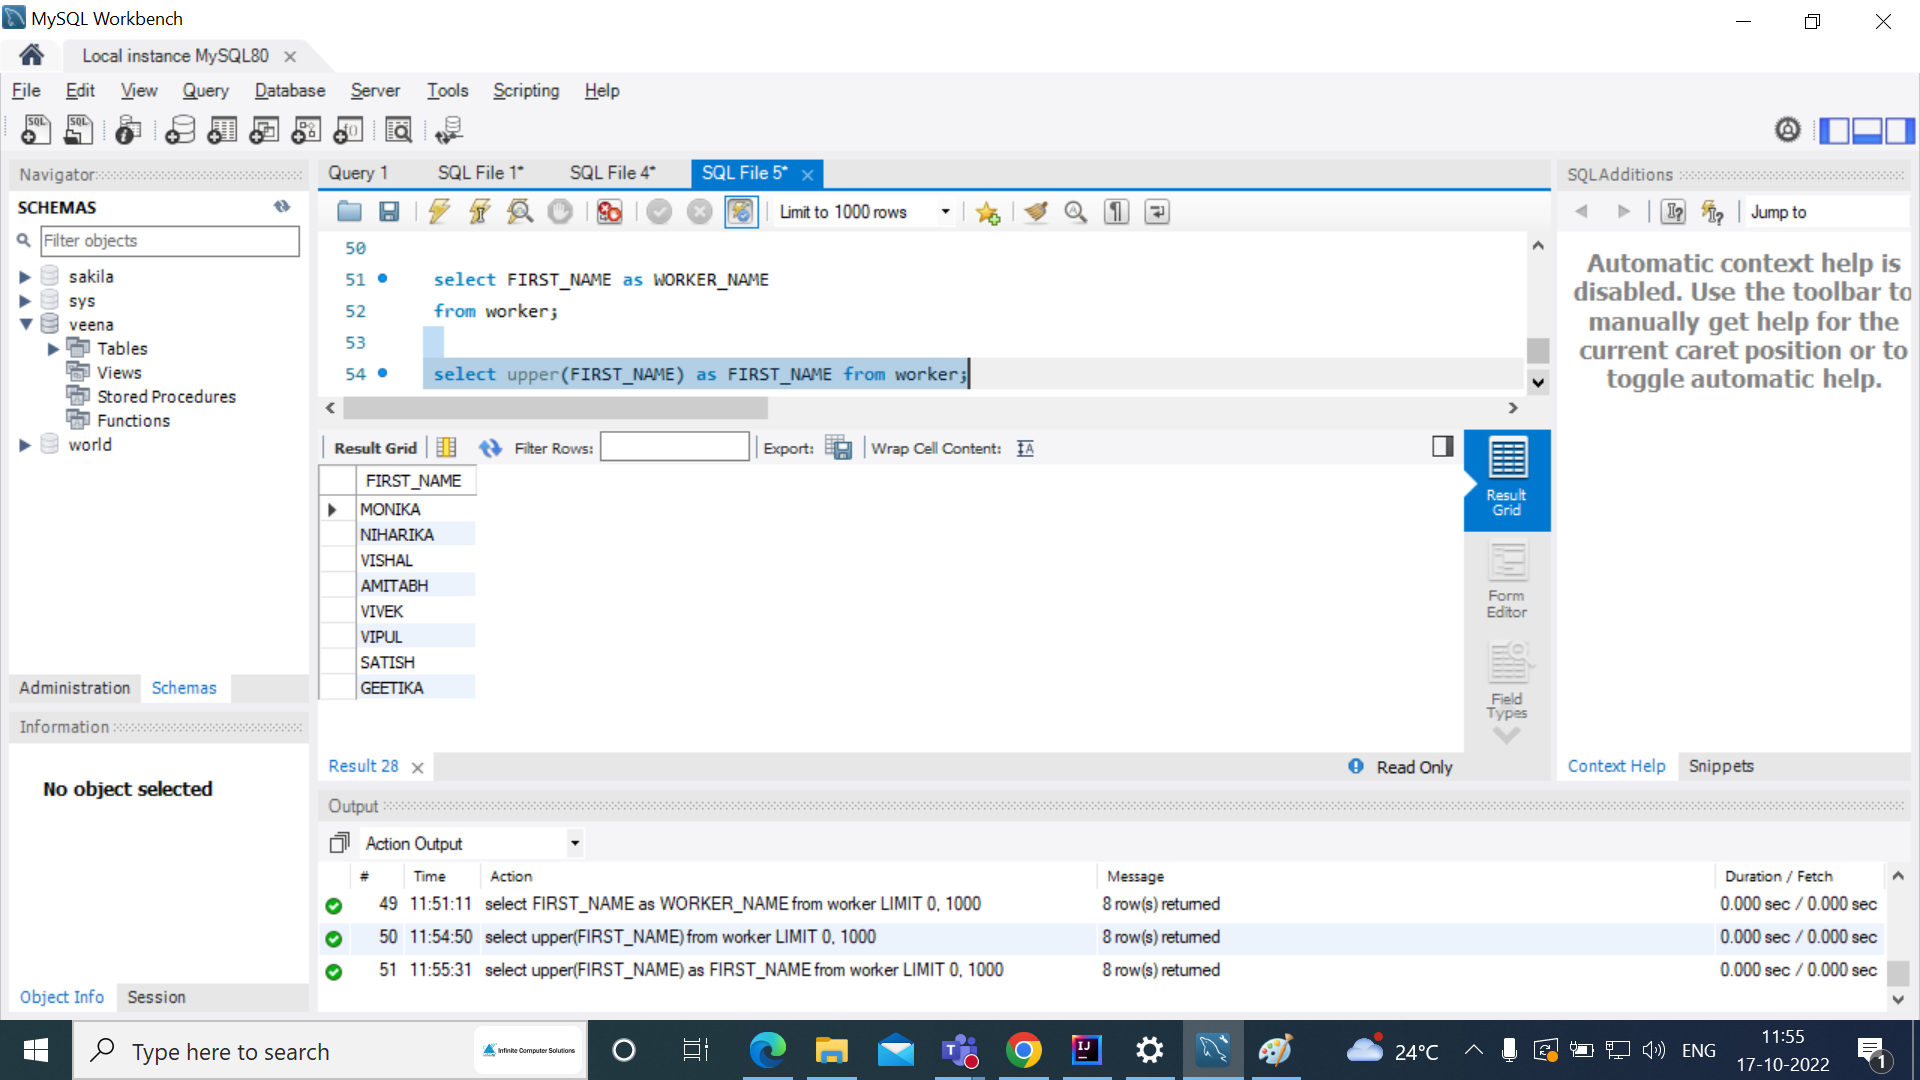 MySQL Workbench
Local instance MySQL80
File Edit View Query Database Server Tools Scripting Help
Navigator
SCHEMAS
Filter objects
sakila
sys
veena
Tables
Views
Stored Procedures
Functions
world
Administration Schemas
Information
No object selected
Object Info Session
Query 1 SQL File 1* SQL File 4* SQL File 5*
Limit to 1000 rows
50
51 select FIRST_NAME as WORKER_NAME
52 from worker;
53
54 select upper(FIRST_NAME) as FIRST_NAME from worker;
Result Grid Filter Rows: Export: Wrap Cell Content:
FIRST_NAME
MONIKA
NIHARIKA
VISHAL
AMITABH
VIVEK
VIPUL
SATISH
GEETIKA
Result Grid
Form Editor
Field Types
Result 28 Read Only
SQLAdditions
Jump to
Automatic context help is
disabled. Use the toolbar to
manually get help for the
current caret position or to
toggle automatic help.
Context Help Snippets
Output
Action Output
# Time Action Message Duration / Fetch
49 11:51:11 select FIRST_NAME as WORKER_NAME from worker LIMIT 0, 1000 8 row(s) returned 0.000 sec / 0.000 sec
50 11:54:50 select upper(FIRST_NAME) from worker LIMIT 0, 1000 8 row(s) returned 0.000 sec / 0.000 sec
51 11:55:31 select upper(FIRST_NAME) as FIRST_NAME from worker LIMIT 0, 1000 8 row(s) returned 0.000 sec / 0.000 sec
Type here to search
Infinite Computer Solutions
24°C
ENG
11:55
17-10-2022
1